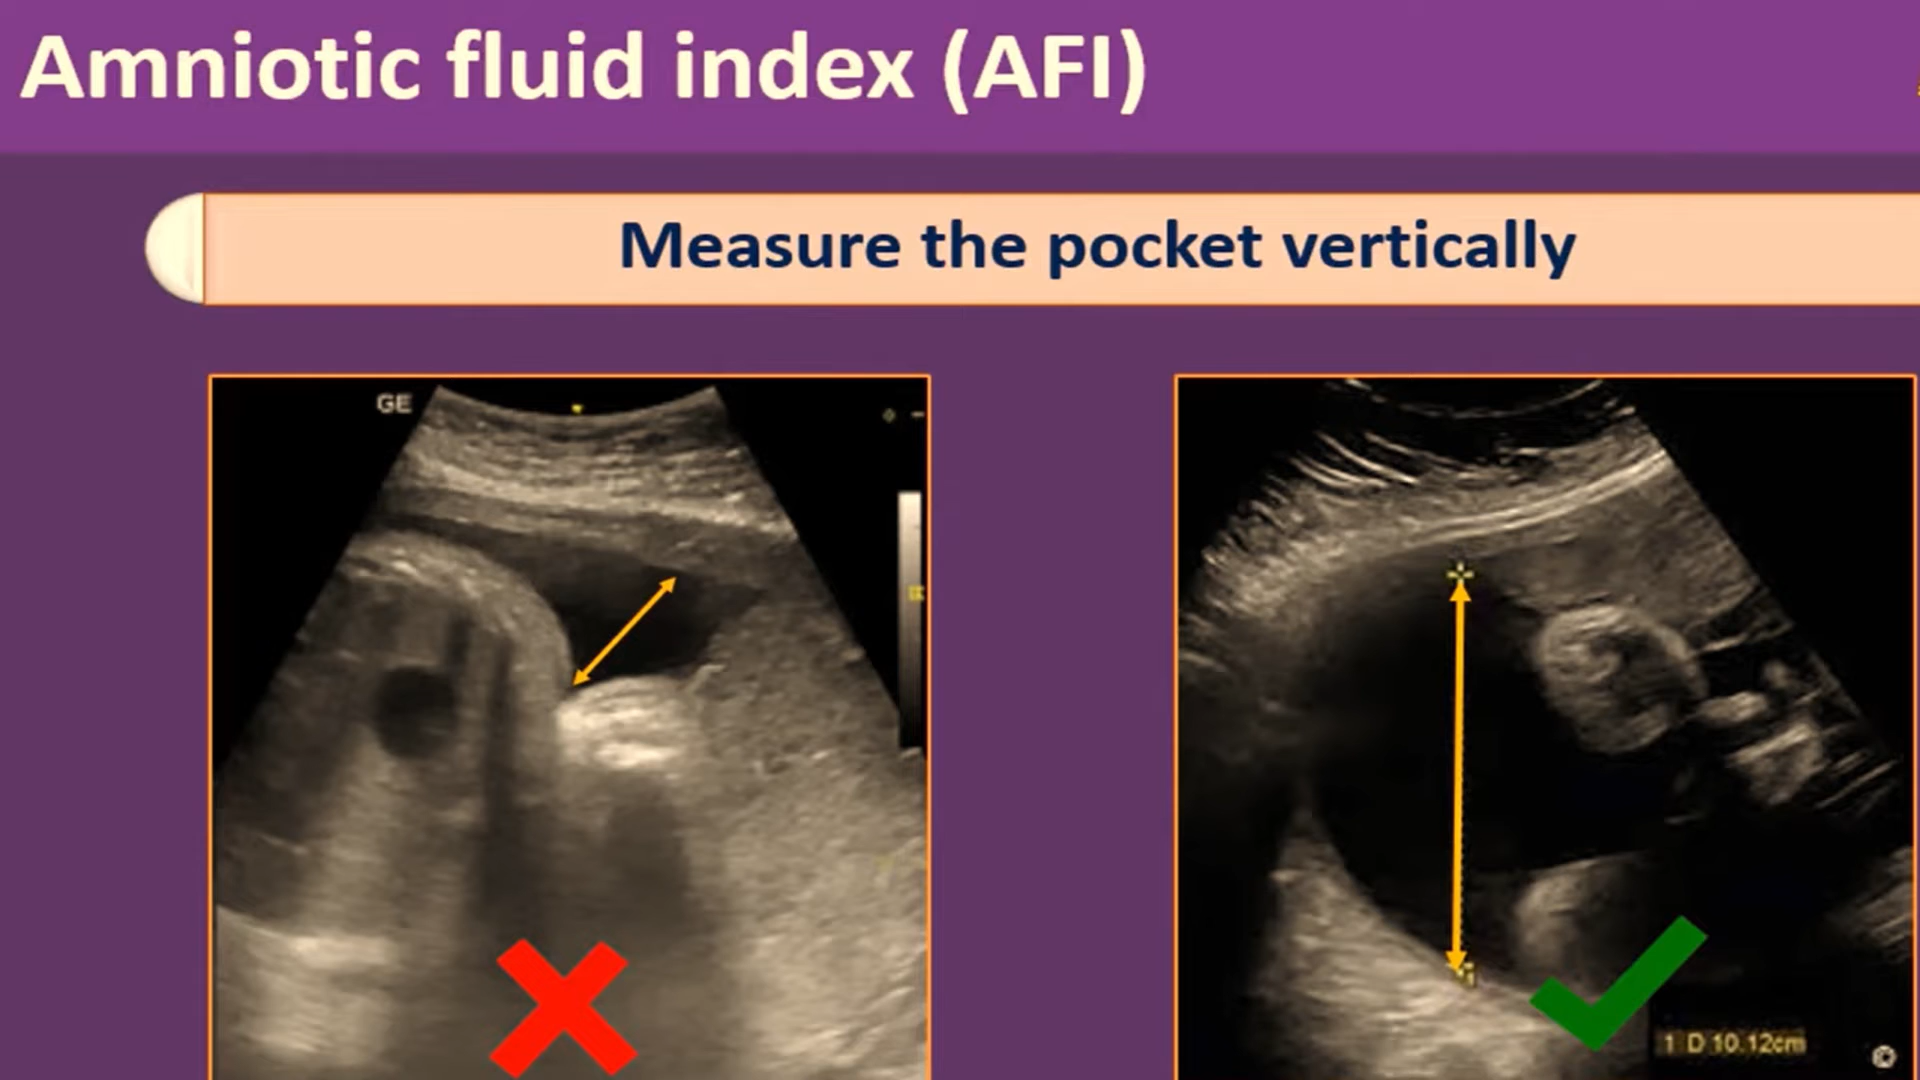 Amniotic fluid index (AFI)
Measure the pocket vertically
GE
1 D 10.12cm